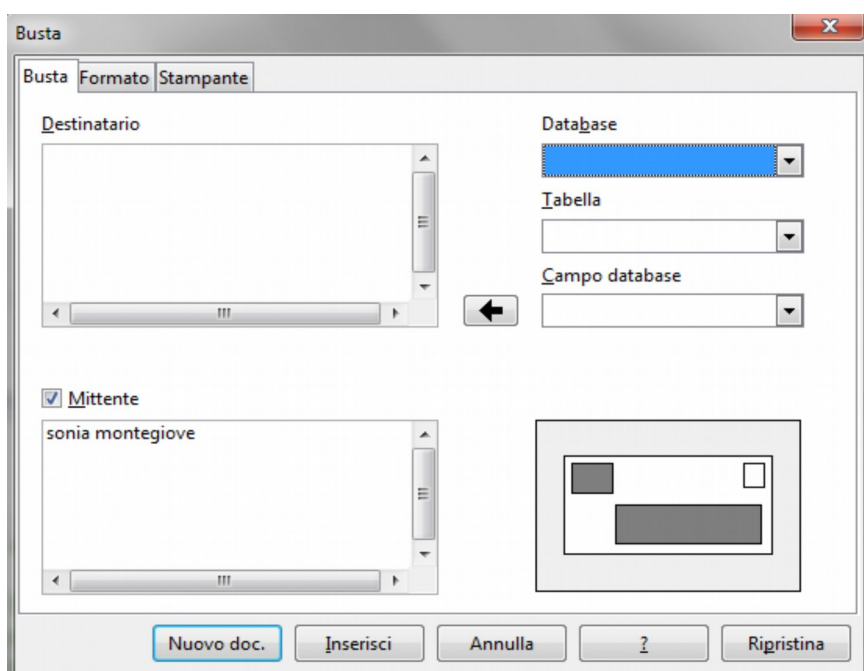 Busta
Busta Formato Stampante
Destinatario
Database
Tabella
Campo database
Mittente
sonia montegiove
Nuovo doc. Inserisci Annulla ? Ripristina